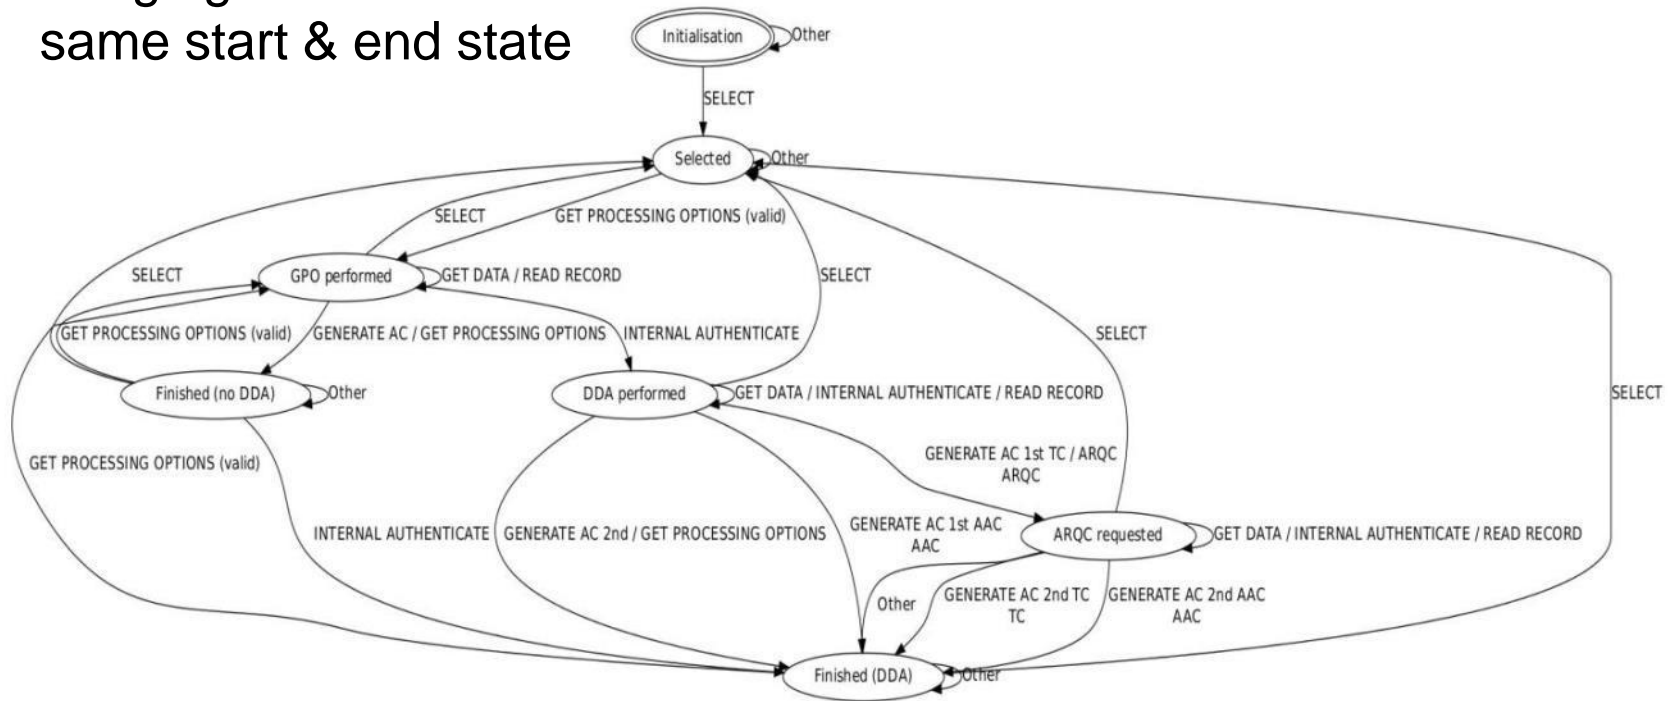 same start & end state
Initialisation
Other
SELECT
Selected
Other
SELECT
GET PROCESSING OPTIONS (valid)
SELECT
GPO performed
GET DATA / READ RECORD
SELECT
GET PROCESSING OPTIONS (valid)
GENERATE AC / GET PROCESSING OPTIONS
INTERNAL AUTHENTICATE
SELECT
Finished (no DDA)
Other
DDA performed
GET DATA / INTERNAL AUTHENTICATE / READ RECORD
SELECT
GET PROCESSING OPTIONS (valid)
GENERATE AC 1st TC / ARQC
ARQC
INTERNAL AUTHENTICATE
GENERATE AC 2nd / GET PROCESSING OPTIONS
GENERATE AC 1st AAC
AAC
ARQC requested
GET DATA / INTERNAL AUTHENTICATE / READ RECORD
Other
GENERATE AC 2nd TC
TC
GENERATE AC 2nd AAC
AAC
Finished (DDA)
Other